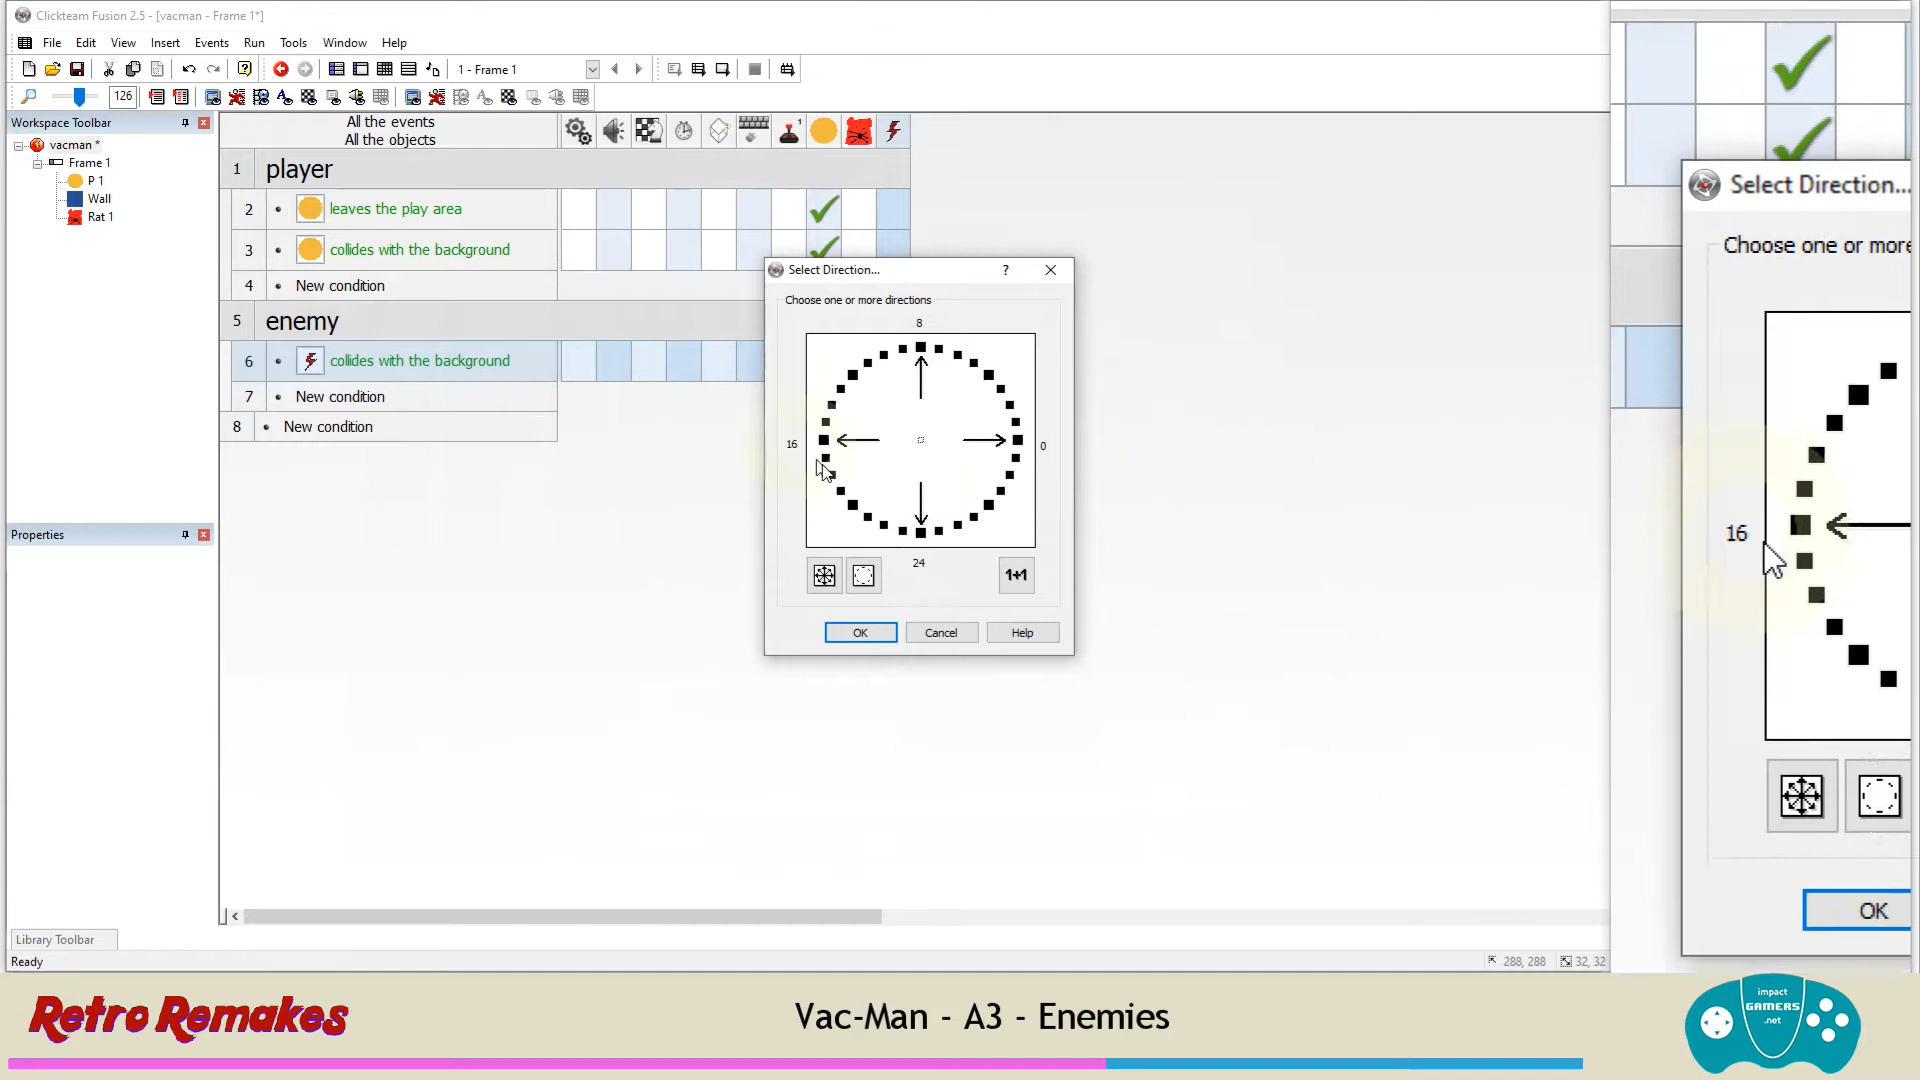 Clickteam Fusion 2.5 - [vacman - Frame 1*]
File Edit View Insert Events Run Tools Window Help
1 - Frame 1
126
Workspace Toolbar
vacman *
Frame 1
P 1
Wall
Rat 1
Properties
Library Toolbar
Ready
All the events
All the objects
1 player
2 leaves the play area
3 collides with the background
4 New condition
5 enemy
6 collides with the background
7 New condition
8 New condition
Select Direction...
?
Choose one or more directions
8
16
0
24
1+1
OK Cancel Help
288, 288 32, 32
Select Direction...
Choose one or more
16
OK
Retro Remakes
Vac-Man - A3 - Enemies
impact
GAMERS
.net